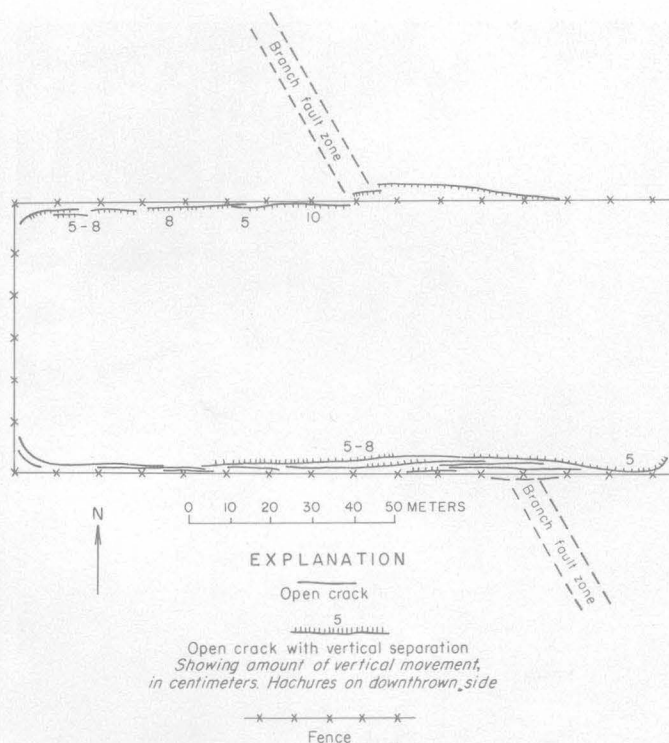 Branch fault zone
5-8
8
5
10
5-8
5
Branch fault zone
N
0 10 20 30 40 50 METERS
EXPLANATION
Open crack
5
Open crack with vertical separation
Showing amount of vertical movement,
in centimeters. Hachures on downthrown side
Fence